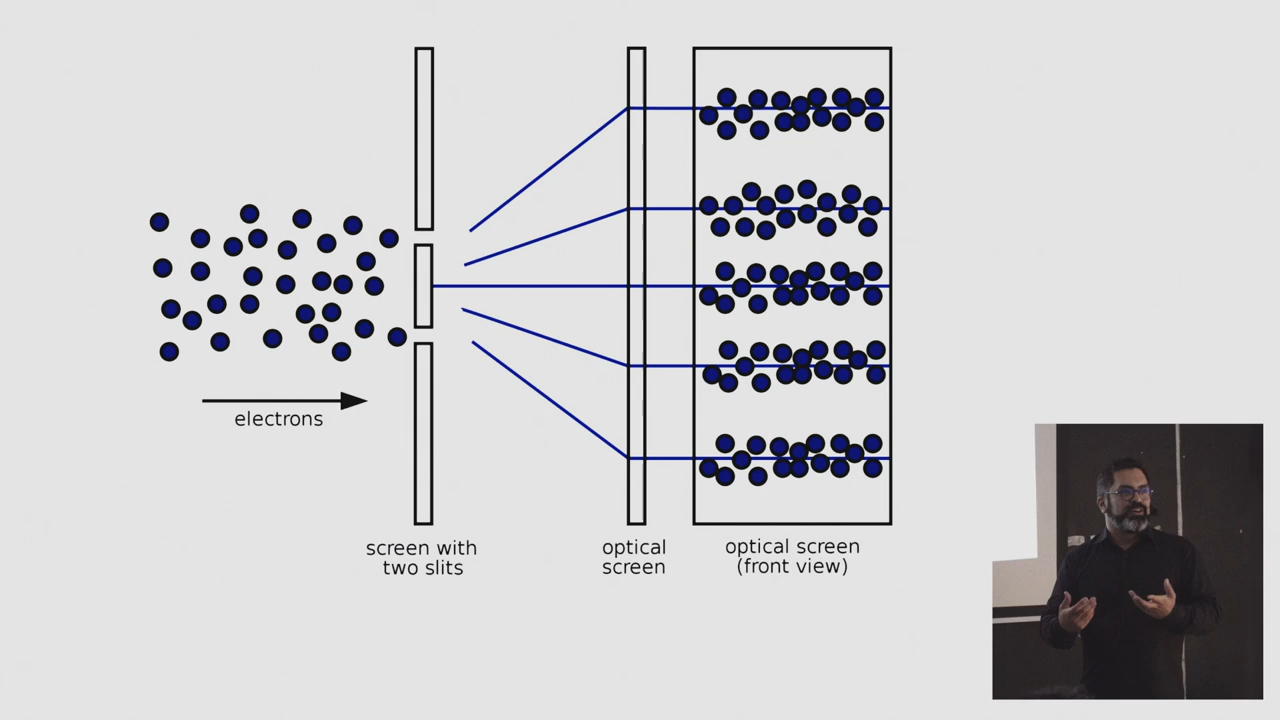 electrons
screen with
two slits
optical
screen
optical screen
(front view)